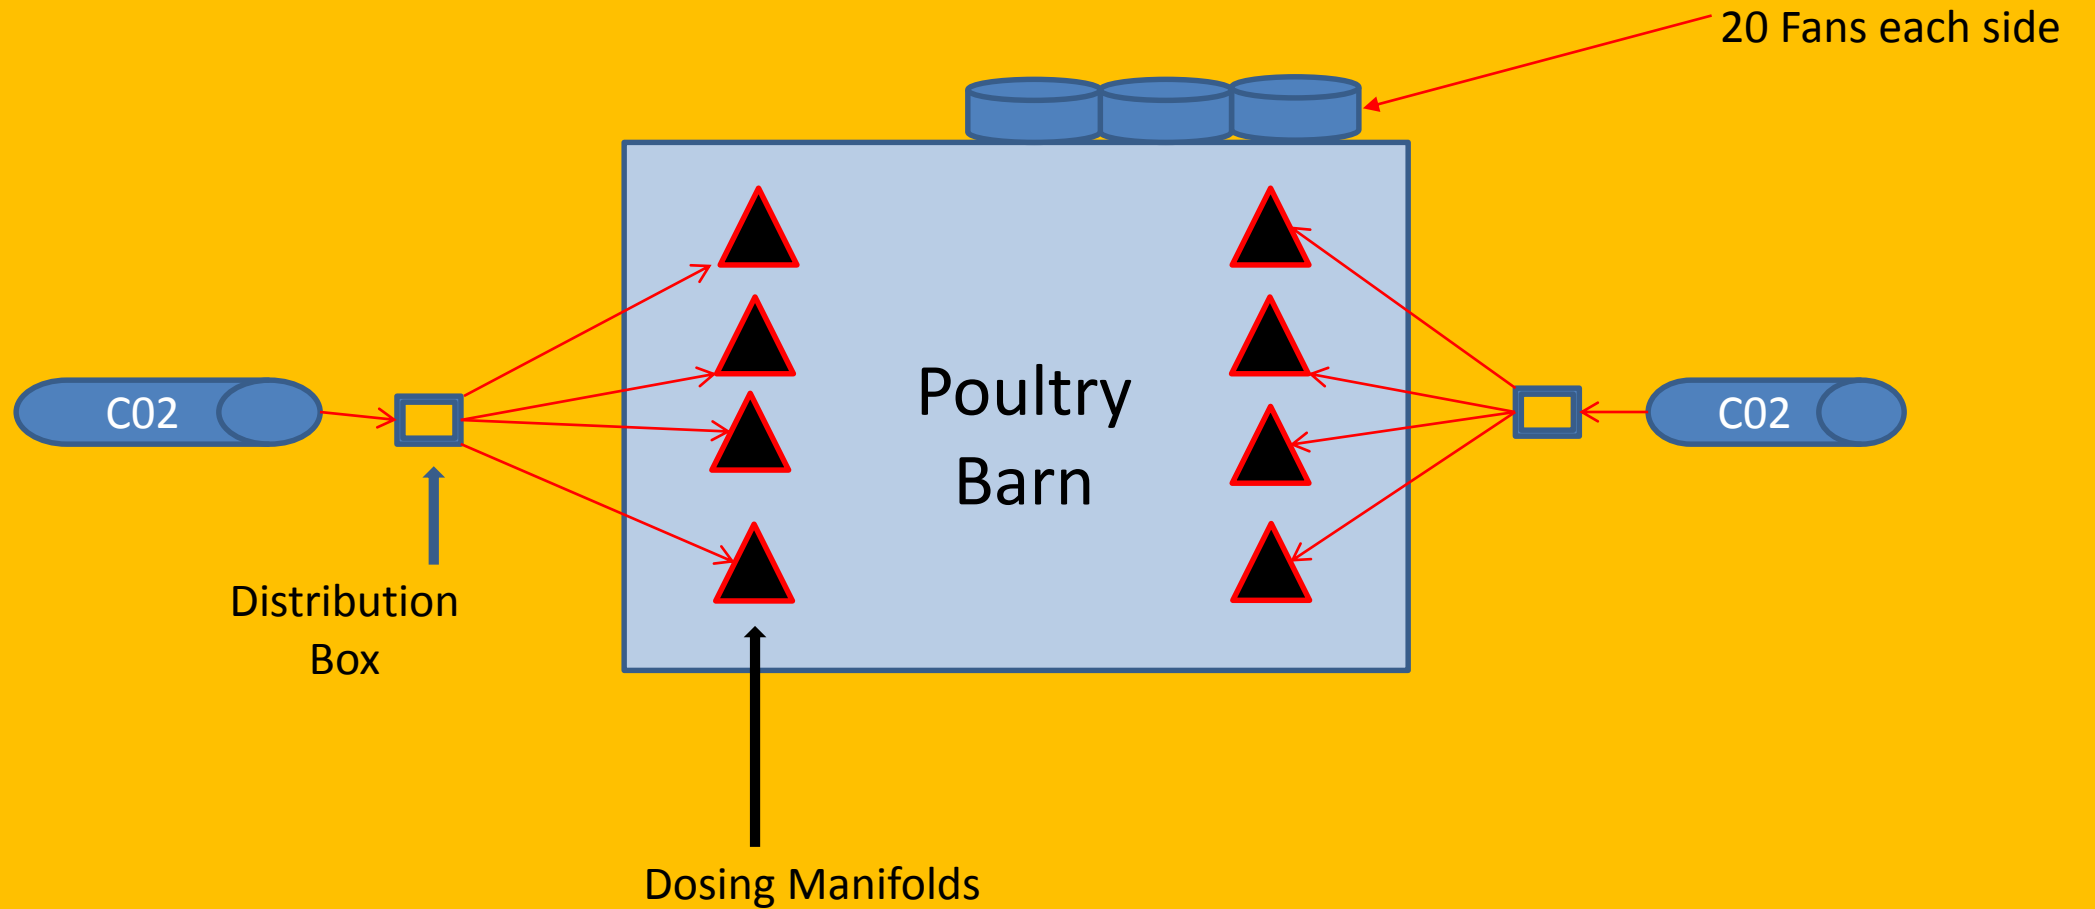 20 Fans each side
C02
Poultry
Barn
C02
Distribution
Box
Dosing Manifolds